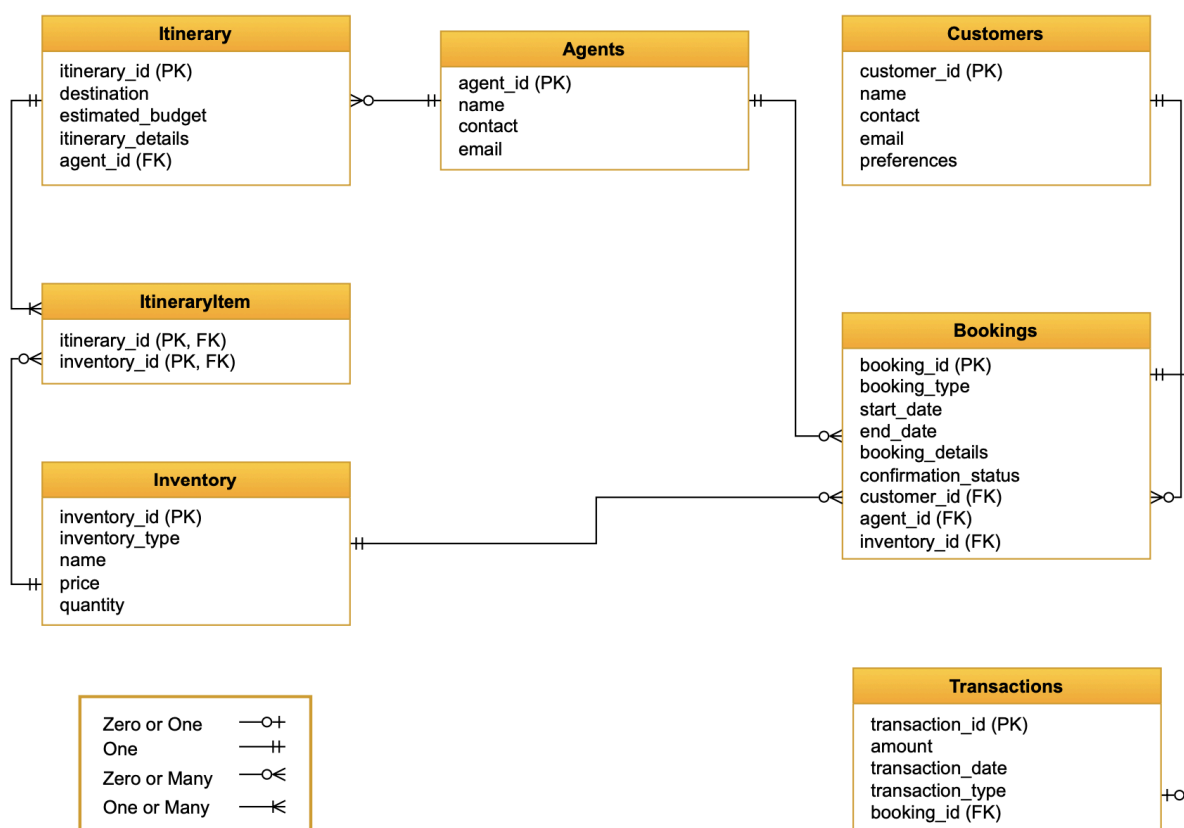 Itinerary
itinerary_id (PK)
destination
estimated_budget
itinerary_details
agent_id (FK)
Agents
agent_id (PK)
name
contact
email
Customers
customer_id (PK)
name
contact
email
preferences
ItineraryItem
itinerary_id (PK, FK)
inventory_id (PK, FK)
Bookings
booking_id (PK)
booking_type
start_date
end_date
booking_details
confirmation_status
customer_id (FK)
agent_id (FK)
inventory_id (FK)
Inventory
inventory_id (PK)
inventory_type
name
price
quantity
Zero or One
One
Zero or Many
One or Many
Transactions
transaction_id (PK)
amount
transaction_date
transaction_type
booking_id (FK)